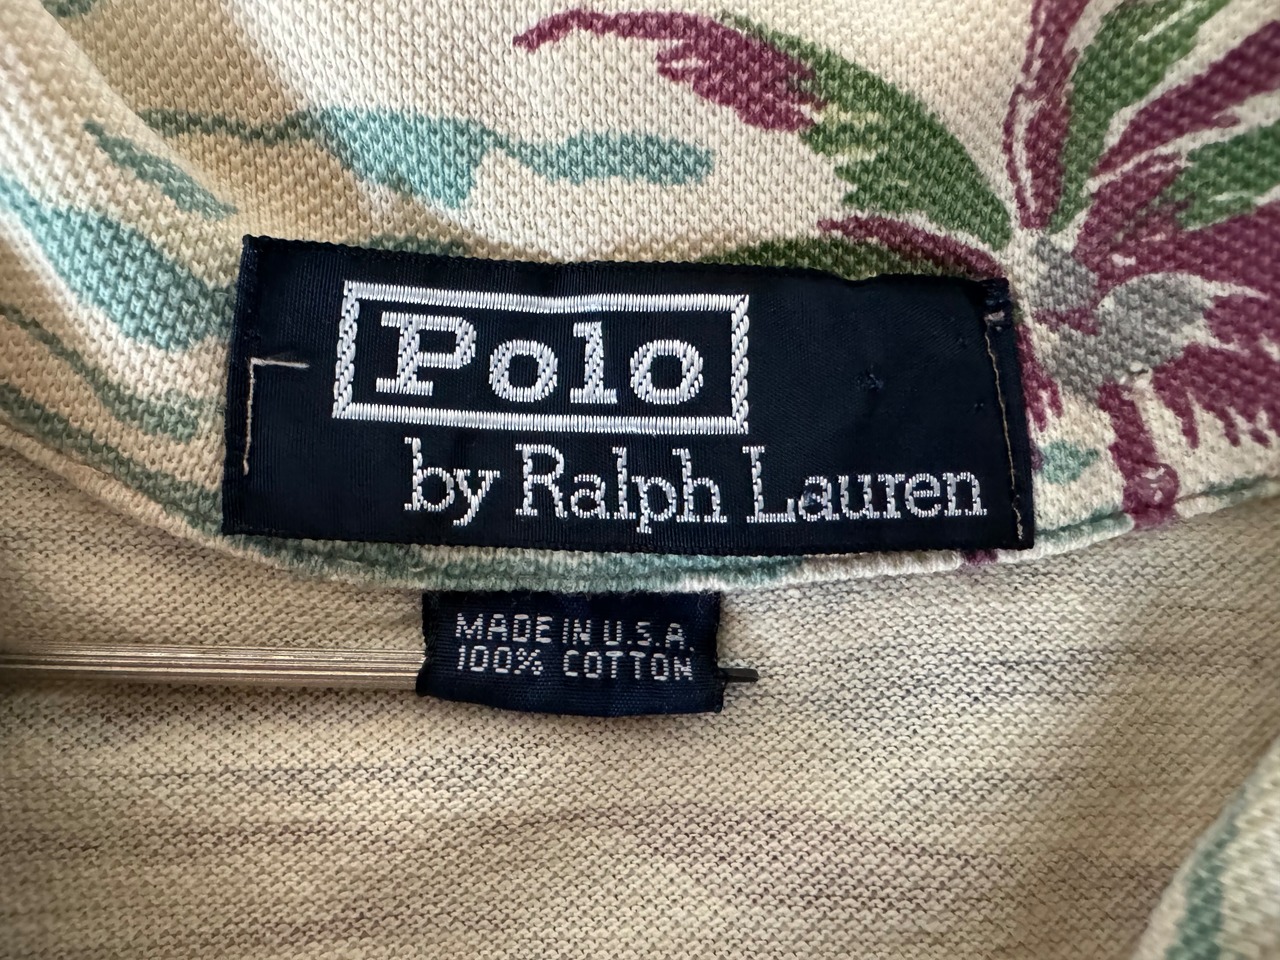 Polo
by Ralph Lauren
MADE IN U.S.A.
100% COTTON